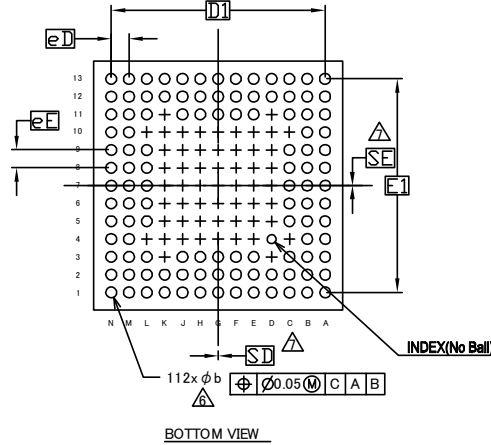 D1
eD
13
12
11
10
9
8
7
6
5
4
3
2
1
eE
7
SE
E1
N M L K J H G F E D C B A
SD
7
INDEX(No Ball)
112x ϕb
6
⌖ Ø0.05 Ⓜ C A B
BOTTOM VIEW